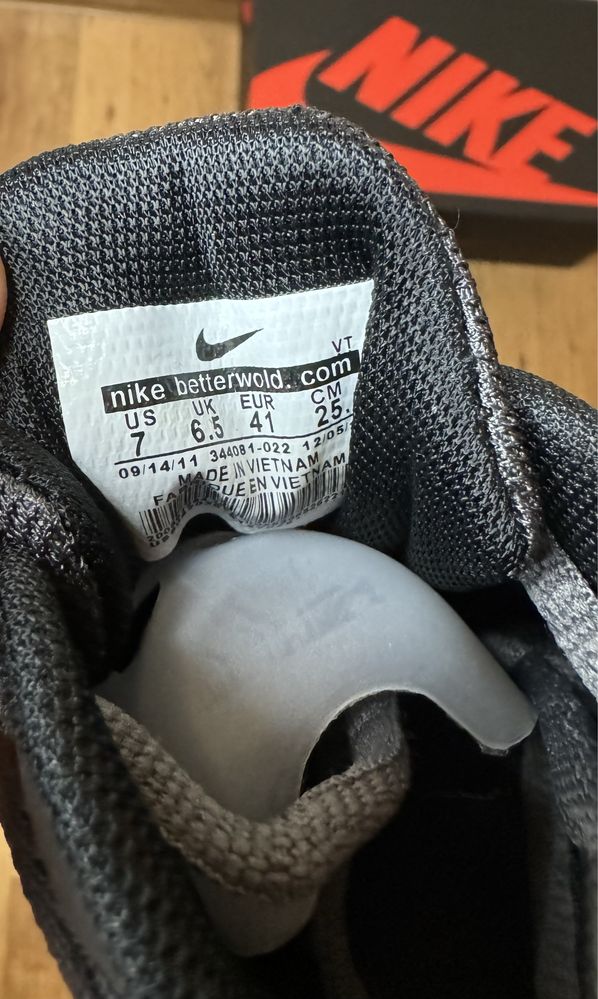 NIKE
VT
nike betterwold. com
US UK EUR CM
7 6.5 41 25.
09/14/11 344081-022 12/05/
MADE IN VIETNAM
EN VIETNAM